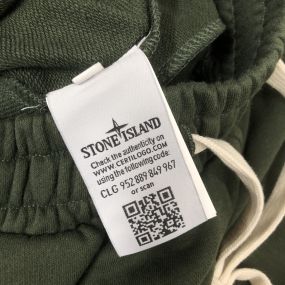 STONE ISLAND
Check the authenticity on
www.CERTILOGO.COM
using the following code:
CLG 952 889 849 967
or scan